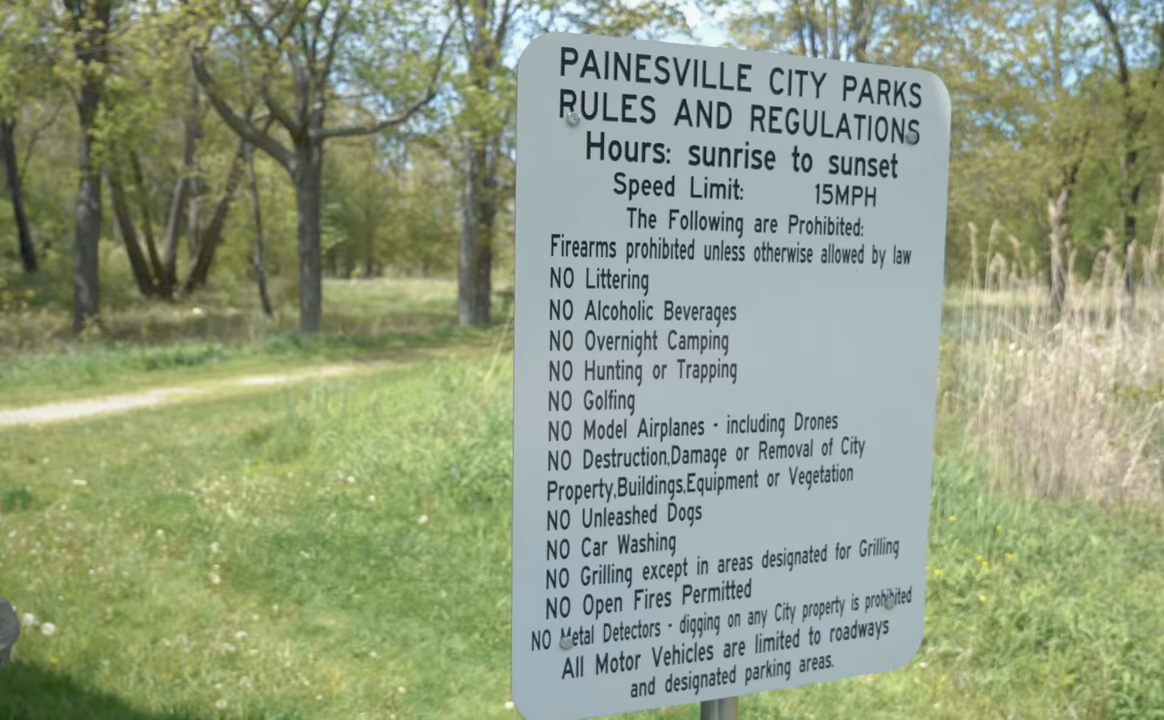 PAINESVILLE CITY PARKS
RULES AND REGULATIONS
Hours: sunrise to sunset
Speed Limit: 15MPH
The Following are Prohibited:
Firearms prohibited unless otherwise allowed by law
NO Littering
NO Alcoholic Beverages
NO Overnight Camping
NO Hunting or Trapping
NO Golfing
NO Model Airplanes - including Drones
NO Destruction,Damage or Removal of City
Property,Buildings,Equipment or Vegetation
NO Unleashed Dogs
NO Car Washing
NO Grilling except in areas designated for Grilling
NO Open Fires Permitted
NO Metal Detectors - digging on any City property is prohibited
All Motor Vehicles are limited to roadways
and designated parking areas.